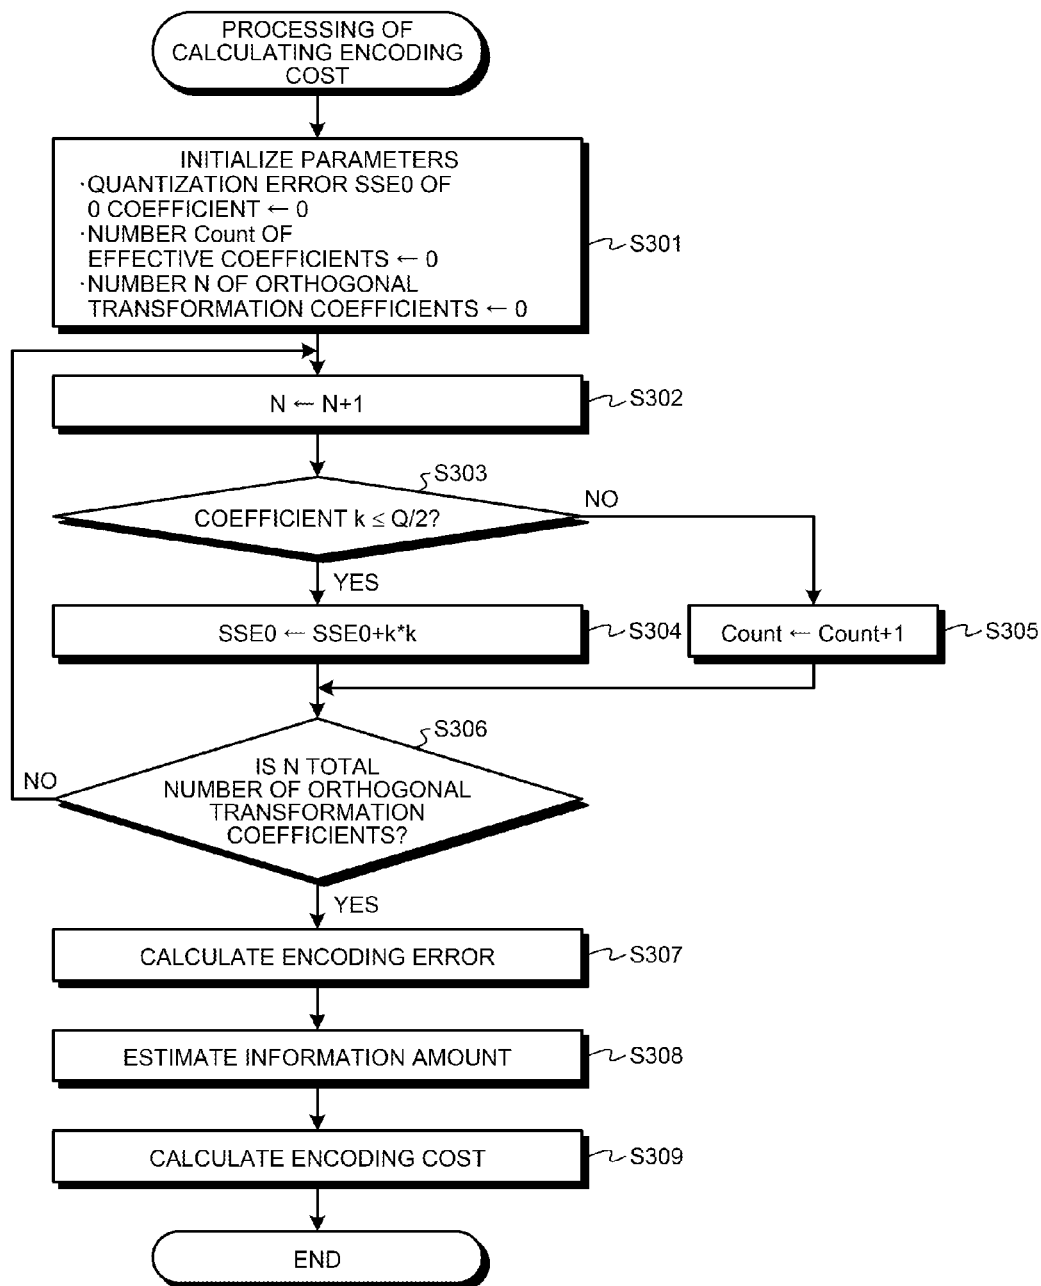 PROCESSING OF
CALCULATING ENCODING
COST
INITIALIZE PARAMETERS
·QUANTIZATION ERROR SSE0 OF
0 COEFFICIENT ← 0
·NUMBER Count OF
EFFECTIVE COEFFICIENTS ← 0
·NUMBER N OF ORTHOGONAL
TRANSFORMATION COEFFICIENTS ← 0
S301
N ← N+1
S302
S303
COEFFICIENT k ≤ Q/2?
NO
YES
SSE0 ← SSE0+k*k
S304
Count ← Count+1
S305
S306
IS N TOTAL
NUMBER OF ORTHOGONAL
TRANSFORMATION
COEFFICIENTS?
NO
YES
CALCULATE ENCODING ERROR
S307
ESTIMATE INFORMATION AMOUNT
S308
CALCULATE ENCODING COST
S309
END